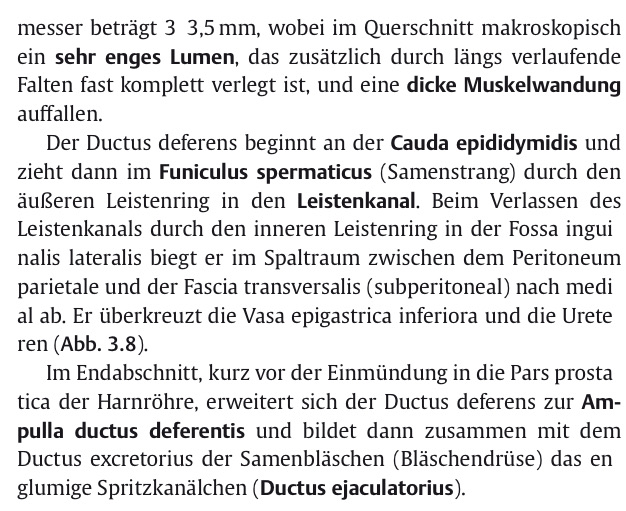 messer beträgt 3 3,5 mm, wobei im Querschnitt makroskopisch
ein sehr enges Lumen, das zusätzlich durch längs verlaufende
Falten fast komplett verlegt ist, und eine dicke Muskelwandung
auffallen.
Der Ductus deferens beginnt an der Cauda epididymidis und
zieht dann im Funiculus spermaticus (Samenstrang) durch den
äußeren Leistenring in den Leistenkanal. Beim Verlassen des
Leistenkanals durch den inneren Leistenring in der Fossa ingui
nalis lateralis biegt er im Spaltraum zwischen dem Peritoneum
parietale und der Fascia transversalis (subperitoneal) nach medi
al ab. Er überkreuzt die Vasa epigastrica inferiora und die Urete
ren (Abb. 3.8).
Im Endabschnitt, kurz vor der Einmündung in die Pars prosta
tica der Harnröhre, erweitert sich der Ductus deferens zur Am-
pulla ductus deferentis und bildet dann zusammen mit dem
Ductus excretorius der Samenbläschen (Bläschendrüse) das en
glumige Spritzkanälchen (Ductus ejaculatorius).